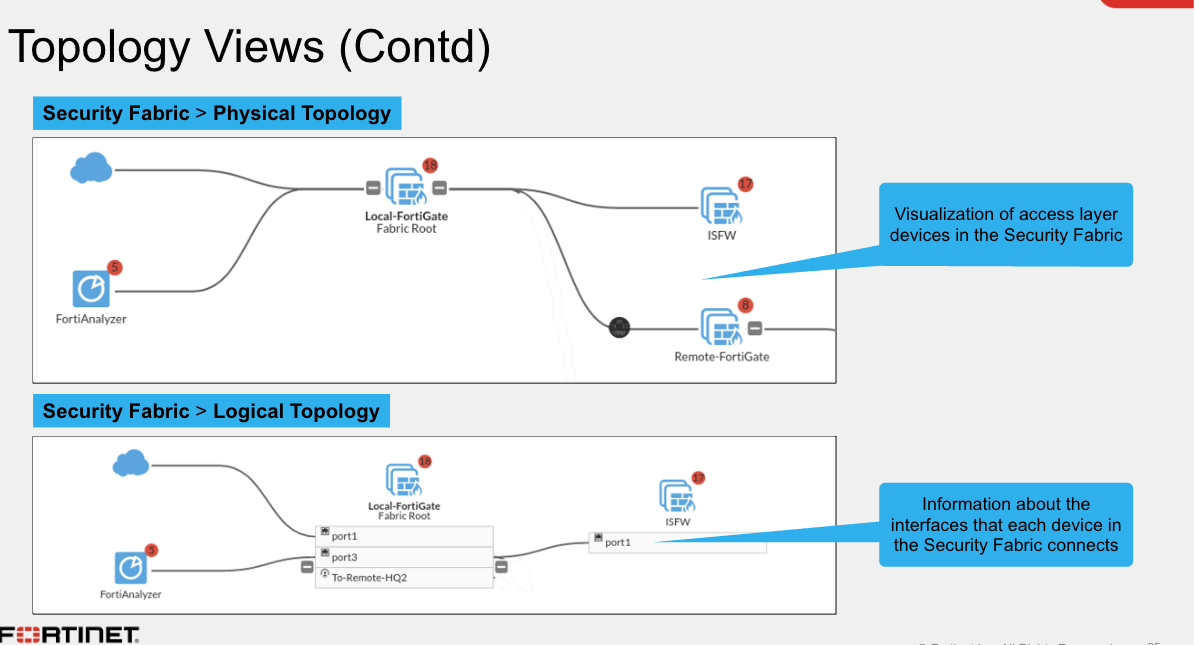 Topology Views (Contd)
Security Fabric > Physical Topology
18
Local-FortiGate
Fabric Root
17
ISFW
5
FortiAnalyzer
8
Remote-FortiGate
Visualization of access layer
devices in the Security Fabric
Security Fabric > Logical Topology
18
Local-FortiGate
Fabric Root
port1
port3
To-Remote-HQ2
17
ISFW
port1
5
FortiAnalyzer
Information about the
interfaces that each device in
the Security Fabric connects
FORTINET